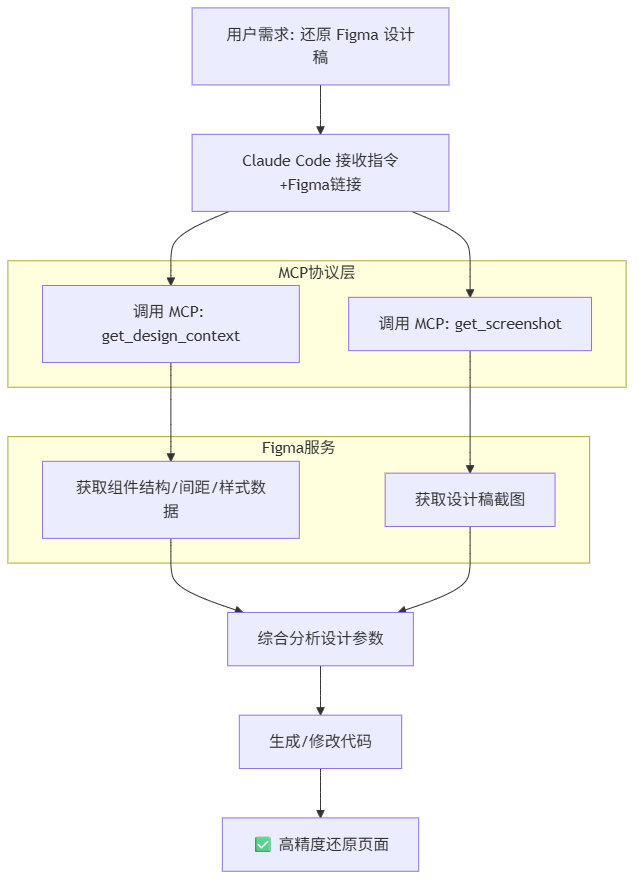 用户需求: 还原 Figma 设计
稿
Claude Code 接收指令
+Figma链接
MCP协议层
调用 MCP:
get_design_context
调用 MCP: get_screenshot
Figma服务
获取组件结构/间距/样式数
据
获取设计稿截图
综合分析设计参数
生成/修改代码
✅ 高精度还原页面